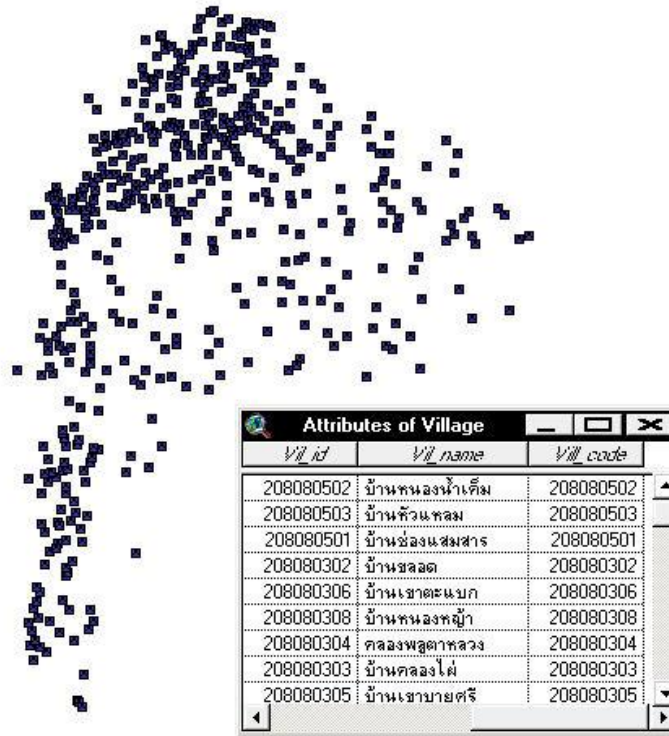 Attributes of Village
Vil_id Vil_name Vill_code
208080502 บ้านหนองน้ำเค็ม 208080502
208080503 บ้านหัวแหลม 208080503
208080501 บ้านช่องแสมสาร 208080501
208080302 บ้านขลอด 208080302
208080306 บ้านเขาตะแบก 208080306
208080308 บ้านหนองหญ้า 208080308
208080304 คลองพลูตาหลวง 208080304
208080303 บ้านคลองไผ่ 208080303
208080305 บ้านเขาบายศรี 208080305